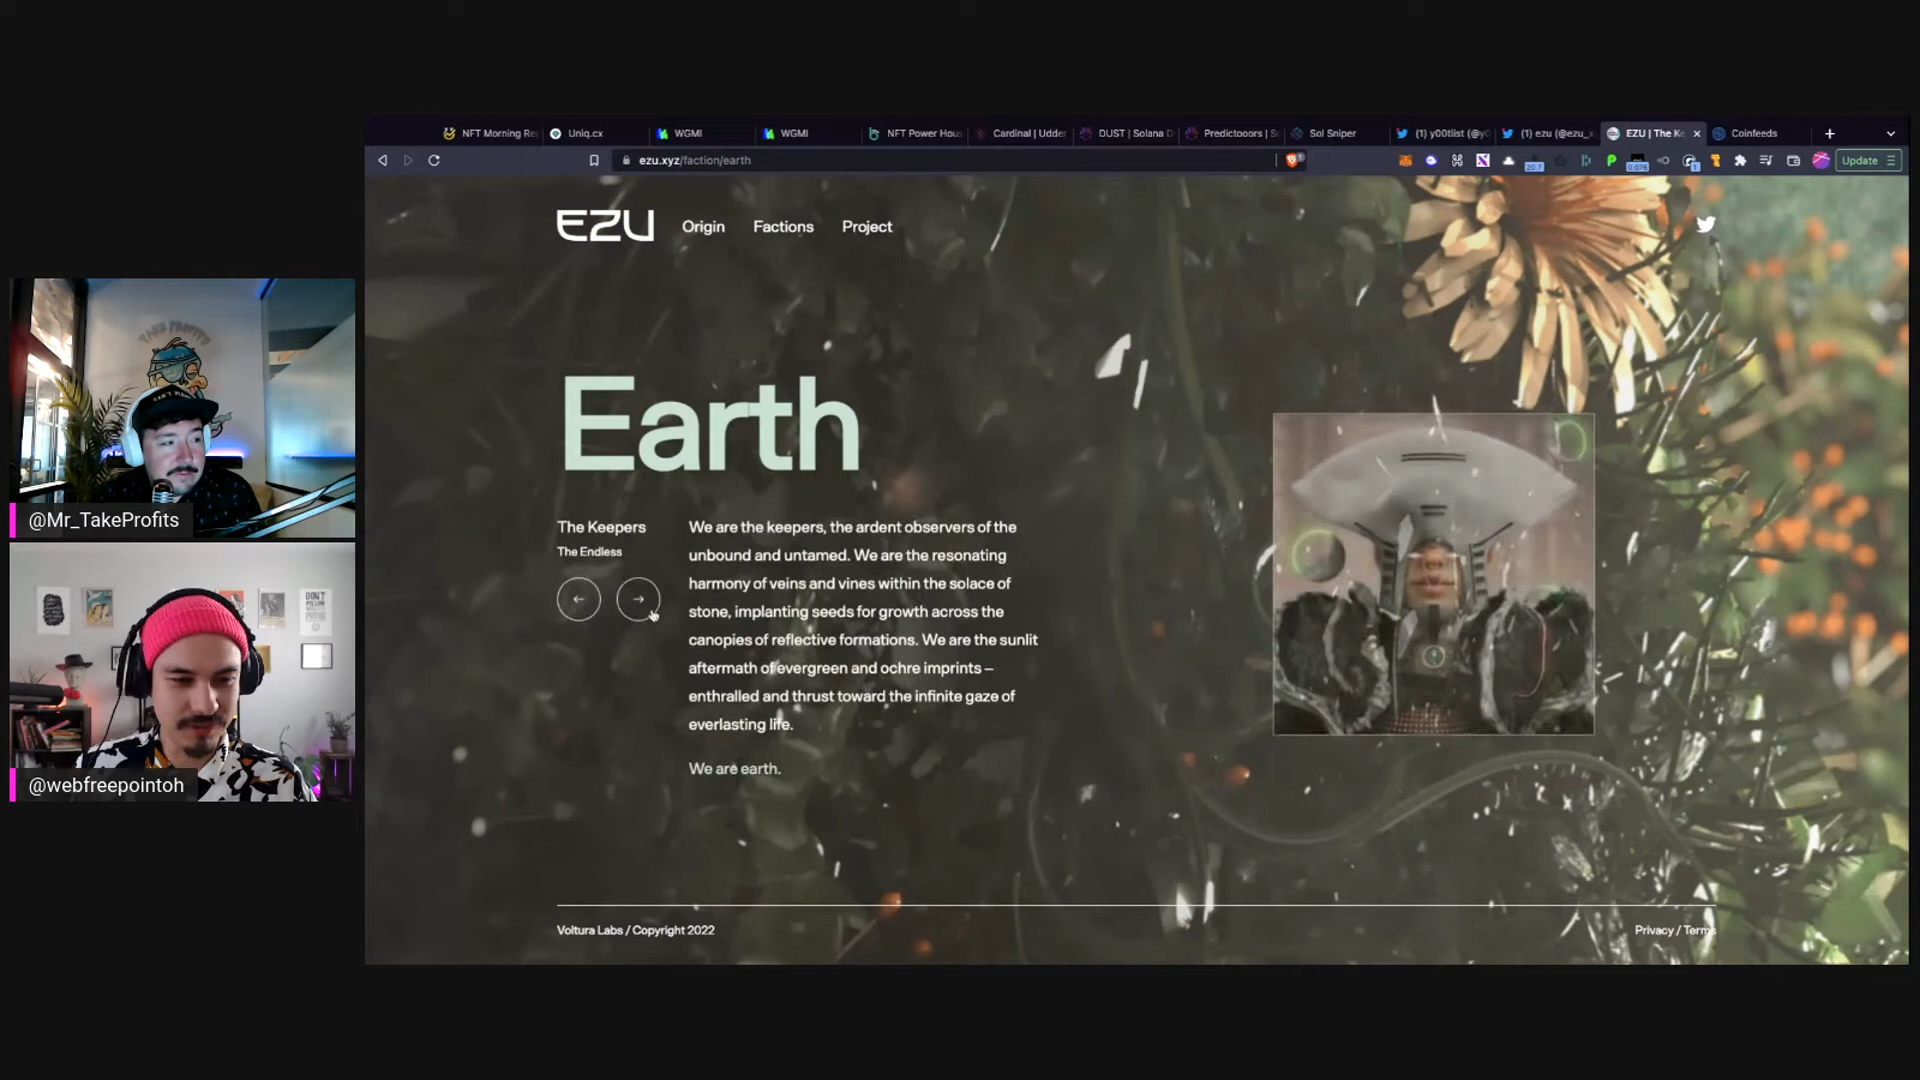 NFT Morning Re
Uniq.cx
WGMI
WGMI
NFT Power Hou
Cardinal | Udder
DUST | Solana D
Predictooors | S
Sol Sniper
(1) y00tlist (@y0
(1) ezu (@ezu_x
EZU | The Ke
Coinfeeds
ezu.xyz/faction/earth
Update
EZU
Origin
Factions
Project
Earth
The Keepers
The Endless
We are the keepers, the ardent observers of the
unbound and untamed. We are the resonating
harmony of veins and vines within the solace of
stone, implanting seeds for growth across the
canopies of reflective formations. We are the sunlit
aftermath of evergreen and ochre imprints –
enthralled and thrust toward the infinite gaze of
everlasting life.
We are earth.
Voltura Labs / Copyright 2022
Privacy / Terms
TAKE PROFITS
@Mr_TakeProfits
@webfreepointoh